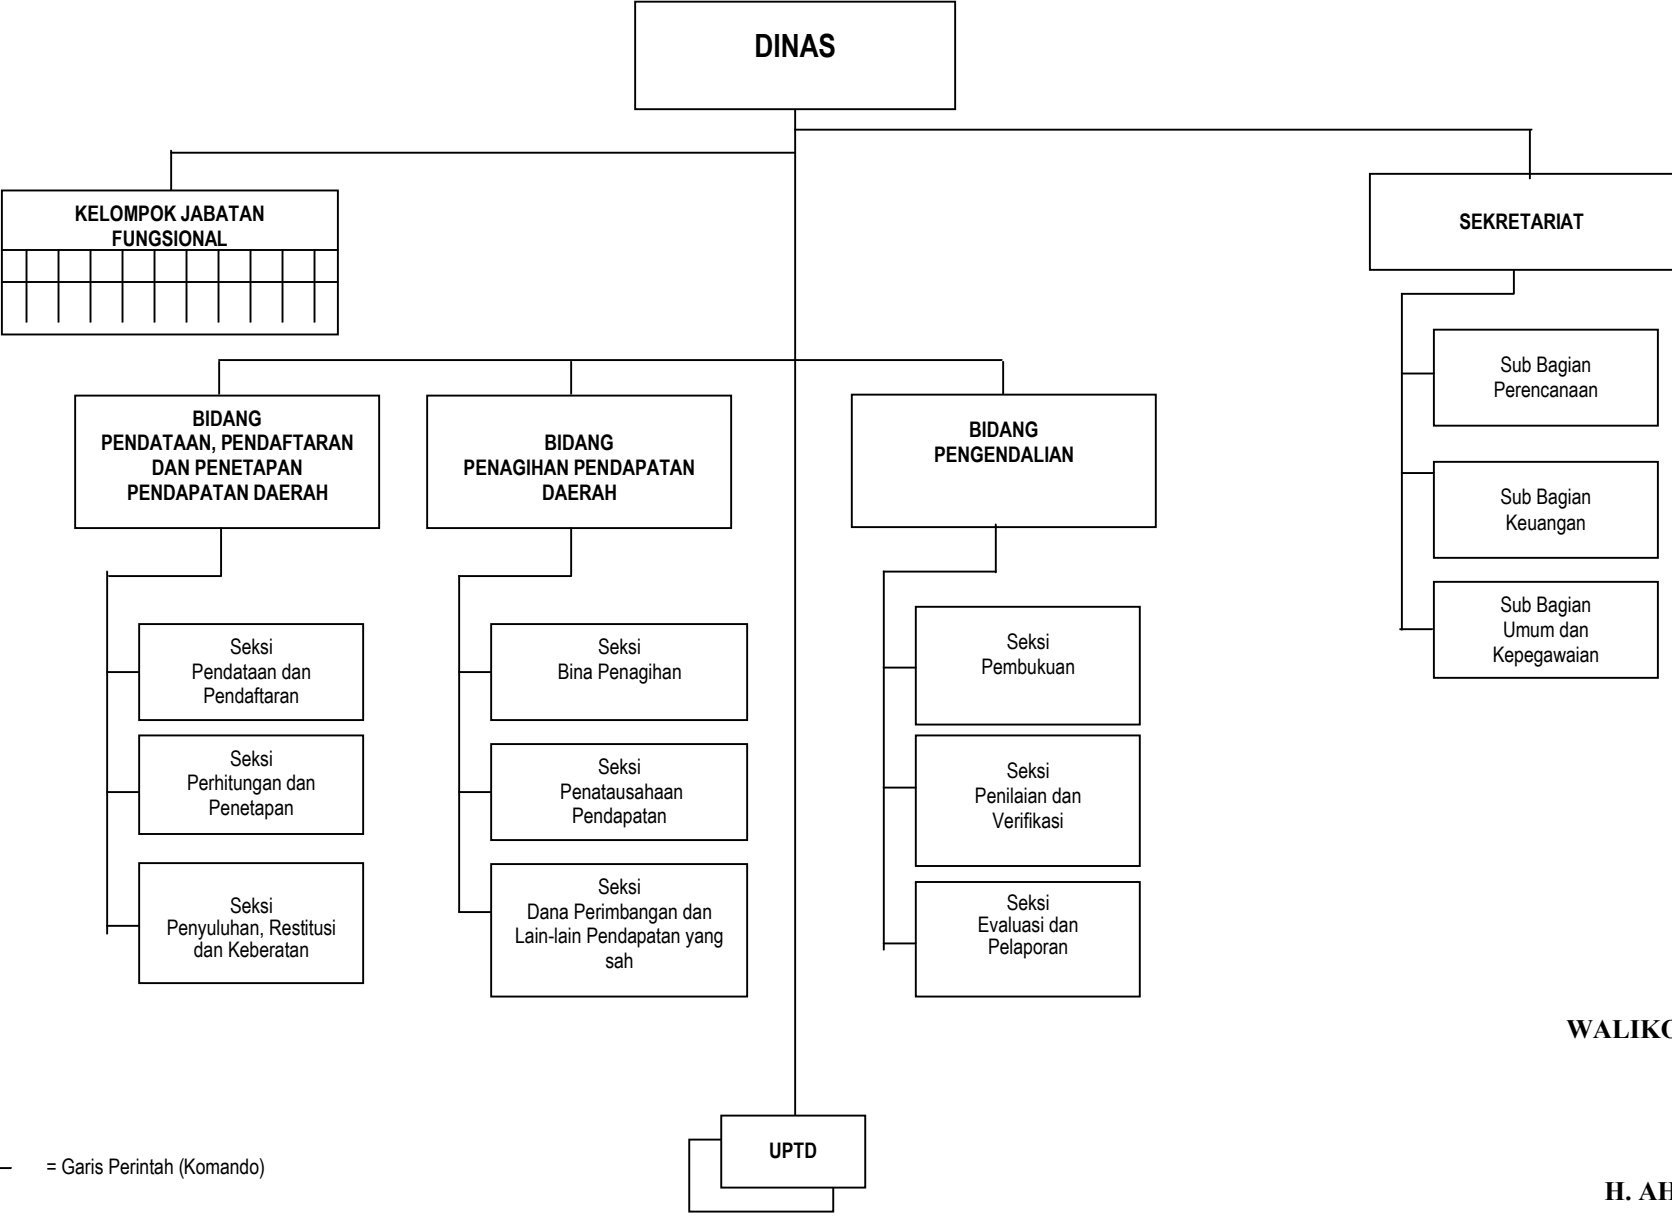 DINAS
KELOMPOK JABATAN
FUNGSIONAL
SEKRETARIAT
Sub Bagian
Perencanaan
Sub Bagian
Keuangan
Sub Bagian
Umum dan
Kepegawaian
BIDANG
PENDATAAN, PENDAFTARAN
DAN PENETAPAN
PENDAPATAN DAERAH
BIDANG
PENAGIHAN PENDAPATAN
DAERAH
BIDANG
PENGENDALIAN
Seksi
Pendataan dan
Pendaftaran
Seksi
Perhitungan dan
Penetapan
Seksi
Penyuluhan, Restitusi
dan Keberatan
Seksi
Bina Penagihan
Seksi
Penatausahaan
Pendapatan
Seksi
Dana Perimbangan dan
Lain-lain Pendapatan yang
sah
Seksi
Pembukuan
Seksi
Penilaian dan
Verifikasi
Seksi
Evaluasi dan
Pelaporan
WALIKO
UPTD
= Garis Perintah (Komando)
H. AH